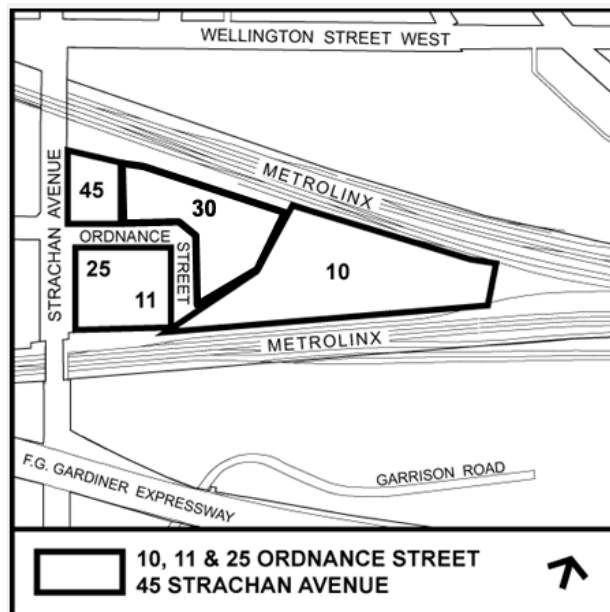 WELLINGTON STREET WEST
METROLINX
STRACHAN AVENUE
45
30
ORDNANCE
STREET
25
11
10
METROLINX
F.G. GARDINER EXPRESSWAY
GARRISON ROAD
10, 11 & 25 ORDNANCE STREET
45 STRACHAN AVENUE